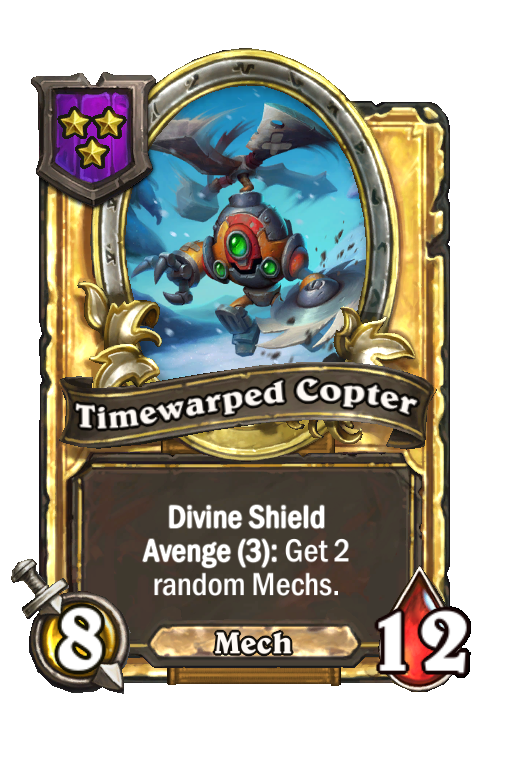 Timewarped Copter
Divine Shield
Avenge (3): Get 2
random Mechs.
8
Mech
12